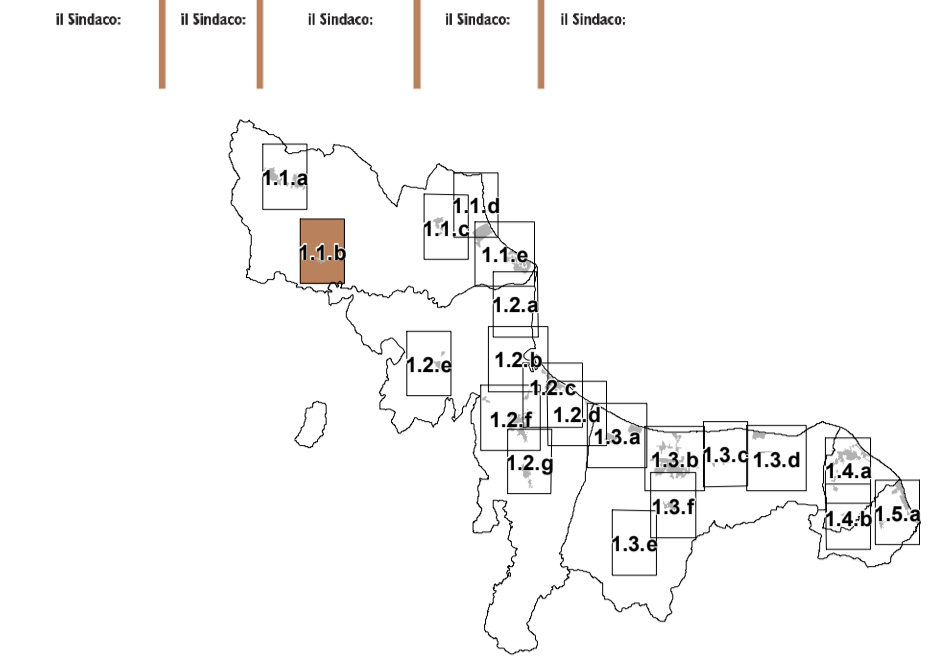 il Sindaco: il Sindaco: il Sindaco: il Sindaco: il Sindaco:
1.1.a
1.1.d
1.1.c
1.1.b
1.1.e
1.2.a
1.2.b
1.2.e
1.2.c
1.2.d
1.2.f
1.3.a
1.3.c
1.3.b
1.3.d
1.2.g
1.4.a
1.3.f
1.5.a
1.4.b
1.3.e